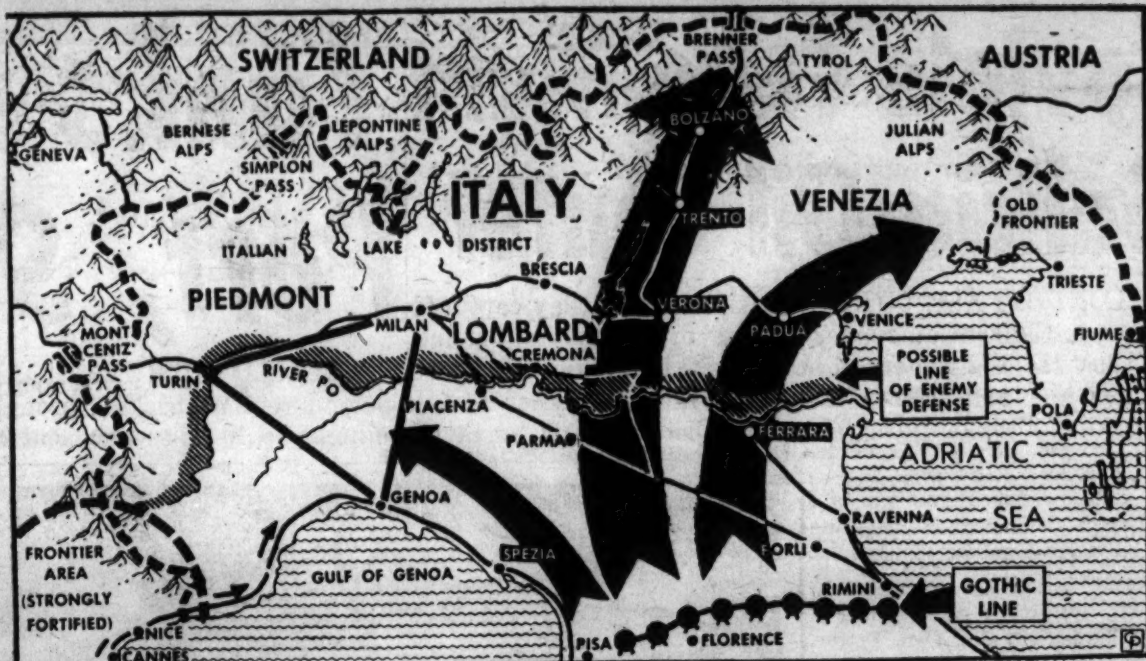 SWITZERLAND
BRENNER
PASS
TYROL
AUSTRIA
BOLZANO
BERNESE
ALPS
LEPONTINE
ALPS
JULIAN
ALPS
GENEVA
SIMPLON
PASS
ITALY
TRENTO
VENEZIA
OLD
FRONTIER
ITALIAN
LAKE
DISTRICT
BRESCIA
TRIESTE
PIEDMONT
VERONA
MILAN
LOMBARD
PADUA
VENICE
FIUME
MONT
CENIZ'
PASS
CREMONA
POSSIBLE
LINE
OF ENEMY
DEFENSE
TURIN
RIVER PO
PIACENZA
POLA
PARMA
FERRARA
ADRIATIC
SEA
GENOA
RAVENNA
FRONTIER
AREA
(STRONGLY
FORTIFIED)
GULF OF GENOA
SPEZIA
FORLI
RIMINI
GOTHIC
LINE
NICE
CANNES
PISA
FLORENCE
CP